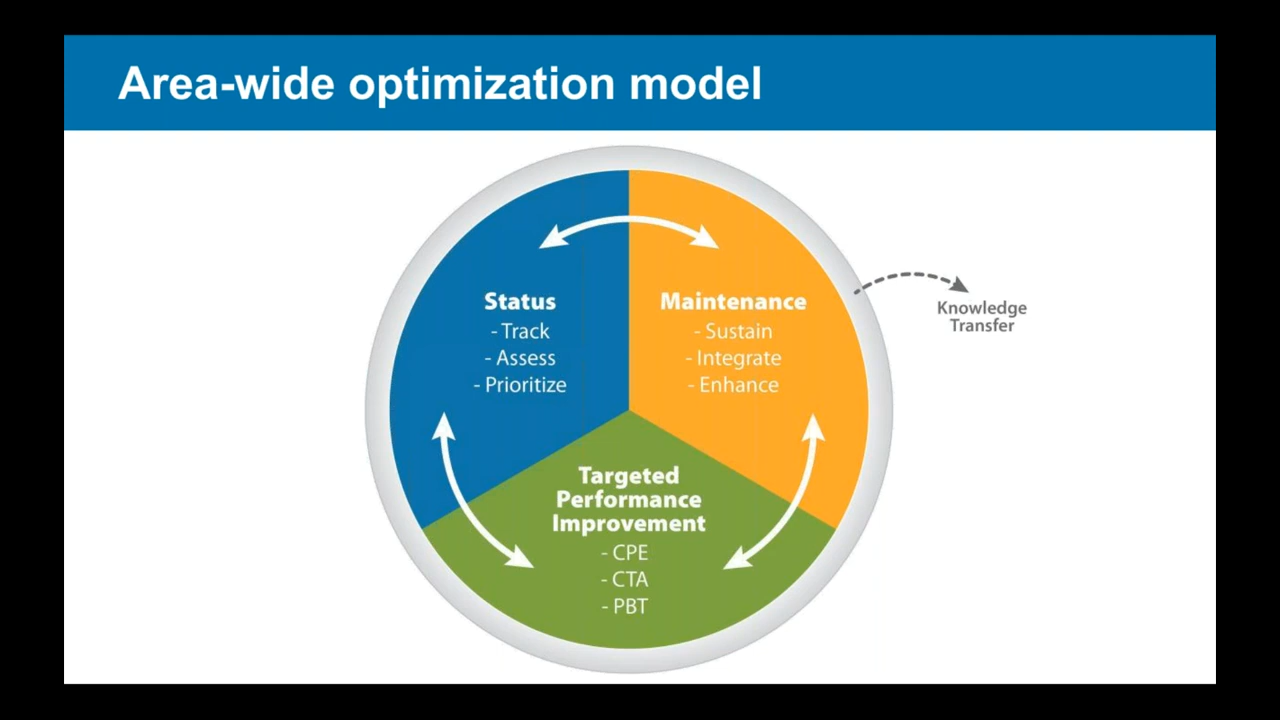 Area-wide optimization model
Status
- Track
- Assess
- Prioritize
Maintenance
- Sustain
- Integrate
- Enhance
Knowledge
Transfer
Targeted
Performance
Improvement
- CPE
- CTA
- PBT